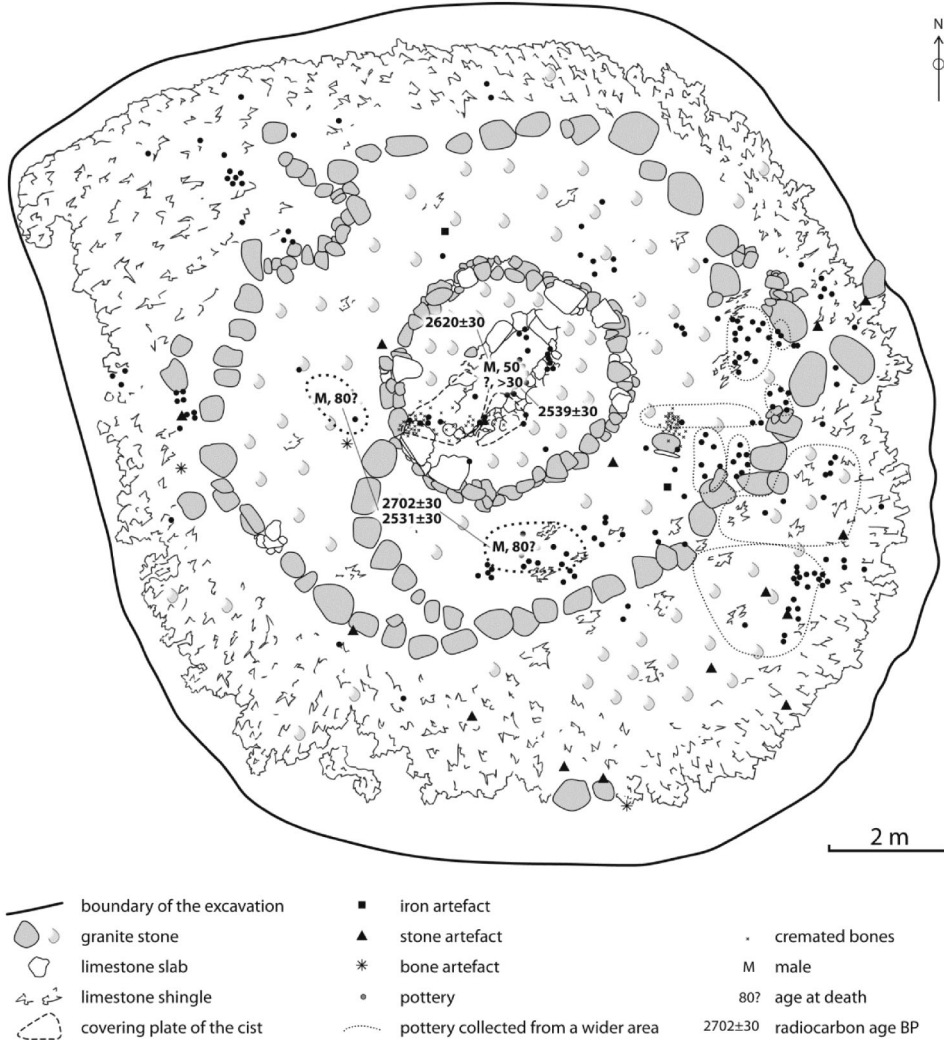 N
2620±30
M, 50
?, >30
M, 80?
2539±30
2702±30
2531±30
M, 80?
2 m
boundary of the excavation
granite stone
limestone slab
limestone shingle
covering plate of the cist
iron artefact
stone artefact
bone artefact
pottery
pottery collected from a wider area
cremated bones
M male
80? age at death
2702±30 radiocarbon age BP